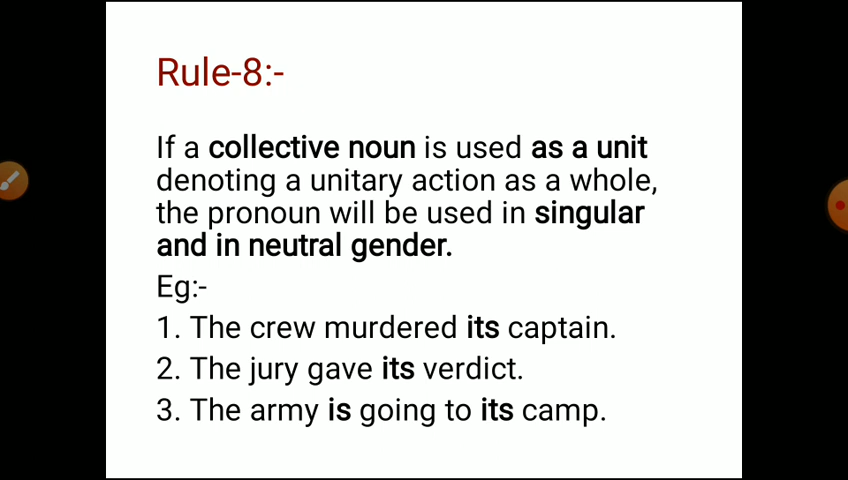 Rule-8:-
If a collective noun is used as a unit
denoting a unitary action as a whole,
the pronoun will be used in singular
and in neutral gender.
Eg:-
1. The crew murdered its captain.
2. The jury gave its verdict.
3. The army is going to its camp.